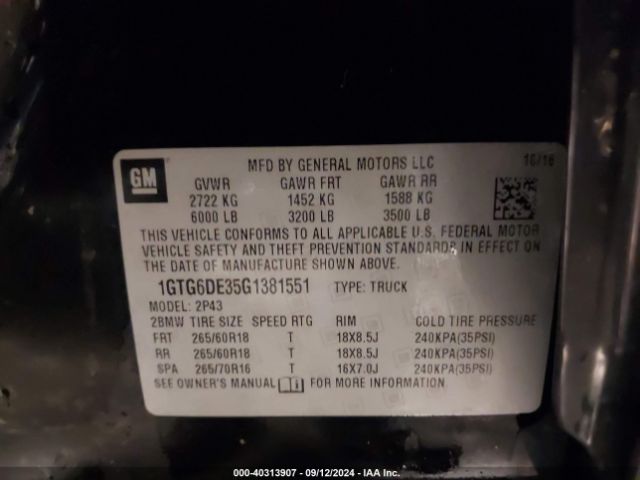 GM
MFD BY GENERAL MOTORS LLC 10/16
GVWR GAWR FRT GAWR RR
2722 KG 1452 KG 1588 KG
6000 LB 3200 LB 3500 LB
THIS VEHICLE CONFORMS TO ALL APPLICABLE U.S. FEDERAL MOTOR
VEHICLE SAFETY AND THEFT PREVENTION STANDARDS IN EFFECT ON
THE DATE OF MANUFACTURE SHOWN ABOVE.
1GTG6DE35G1381551 TYPE: TRUCK
MODEL: 2P43
2BMW TIRE SIZE SPEED RTG RIM COLD TIRE PRESSURE
FRT 265/60R18 T 18X8.5J 240KPA(35PSI)
RR 265/60R18 T 18X8.5J 240KPA(35PSI)
SPA 265/70R16 T 16X7.0J 240KPA(35PSI)
SEE OWNER'S MANUAL FOR MORE INFORMATION
000-40313907 - 09/12/2024 - IAA Inc.